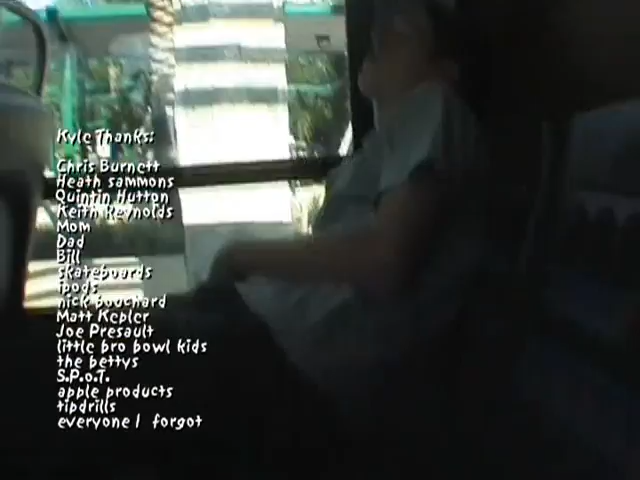 Kyle Thanks:
Chris Burnett
Heath sammons
Quintin Hutton
Keith Reynolds
Mom
Dad
Bill
skateboards
ipods
nick bouchard
Matt Kepler
Joe Presault
little bro bowl kids
the bettys
S.P.o.T.
apple products
tipdrills
everyone I forgot